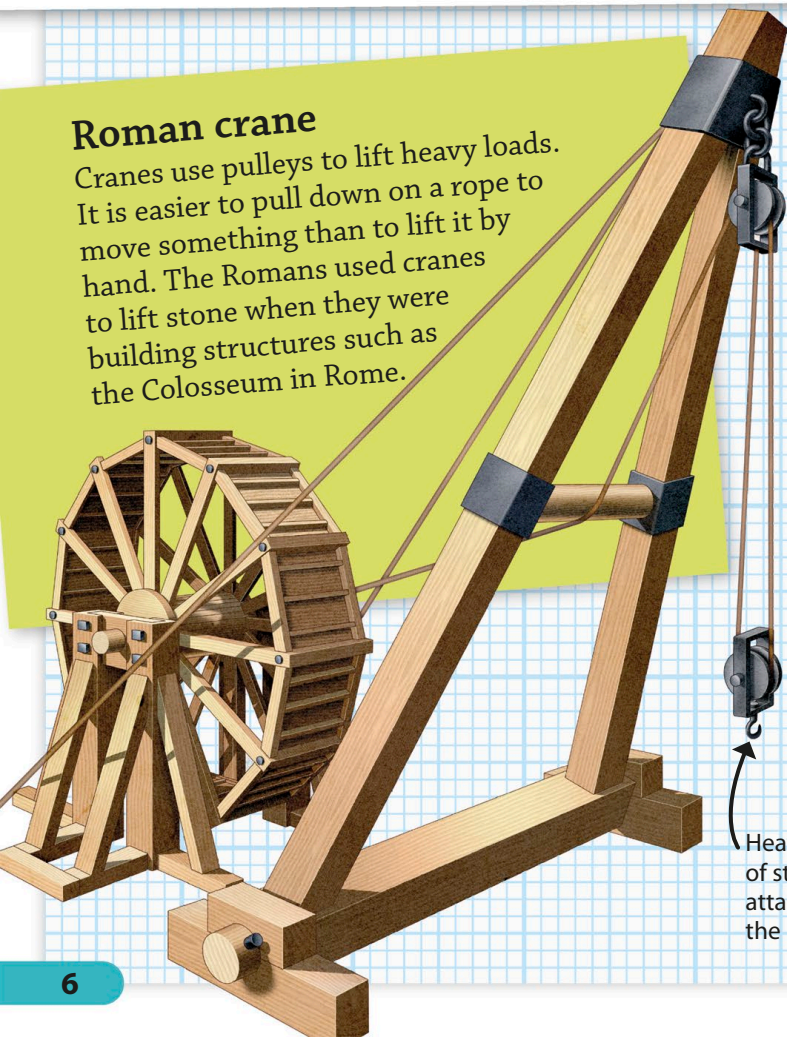 Roman crane
Cranes use pulleys to lift heavy loads.
It is easier to pull down on a rope to
move something than to lift it by
hand. The Romans used cranes
to lift stone when they were
building structures such as
the Colosseum in Rome.
of
the
6